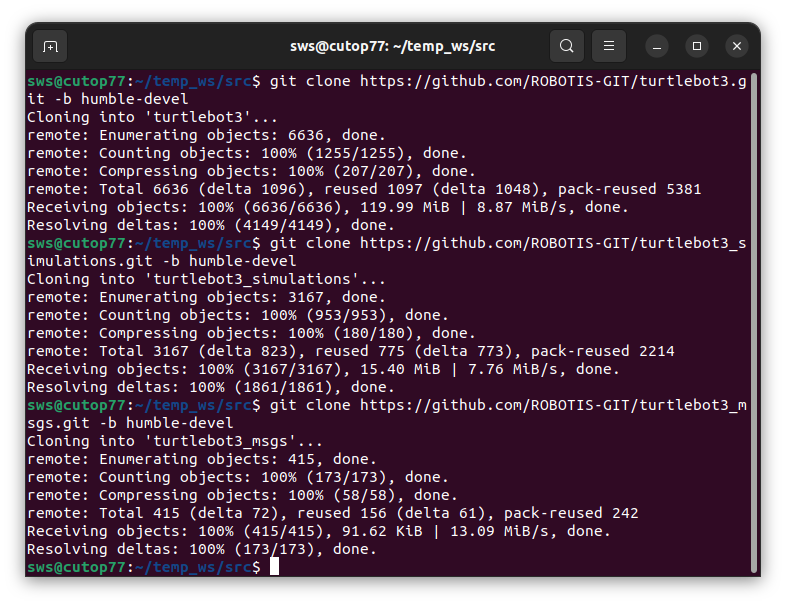 sws@cutop77: ~/temp_ws/src
sws@cutop77:~/temp_ws/src$ git clone https://github.com/ROBOTIS-GIT/turtlebot3.g
it -b humble-devel
Cloning into 'turtlebot3'...
remote: Enumerating objects: 6636, done.
remote: Counting objects: 100% (1255/1255), done.
remote: Compressing objects: 100% (207/207), done.
remote: Total 6636 (delta 1096), reused 1097 (delta 1048), pack-reused 5381
Receiving objects: 100% (6636/6636), 119.99 MiB | 8.87 MiB/s, done.
Resolving deltas: 100% (4149/4149), done.
sws@cutop77:~/temp_ws/src$ git clone https://github.com/ROBOTIS-GIT/turtlebot3_s
imulations.git -b humble-devel
Cloning into 'turtlebot3_simulations'...
remote: Enumerating objects: 3167, done.
remote: Counting objects: 100% (953/953), done.
remote: Compressing objects: 100% (180/180), done.
remote: Total 3167 (delta 823), reused 775 (delta 773), pack-reused 2214
Receiving objects: 100% (3167/3167), 15.40 MiB | 7.76 MiB/s, done.
Resolving deltas: 100% (1861/1861), done.
sws@cutop77:~/temp_ws/src$ git clone https://github.com/ROBOTIS-GIT/turtlebot3_m
sgs.git -b humble-devel
Cloning into 'turtlebot3_msgs'...
remote: Enumerating objects: 415, done.
remote: Counting objects: 100% (173/173), done.
remote: Compressing objects: 100% (58/58), done.
remote: Total 415 (delta 72), reused 156 (delta 61), pack-reused 242
Receiving objects: 100% (415/415), 91.62 KiB | 13.09 MiB/s, done.
Resolving deltas: 100% (173/173), done.
sws@cutop77:~/temp_ws/src$